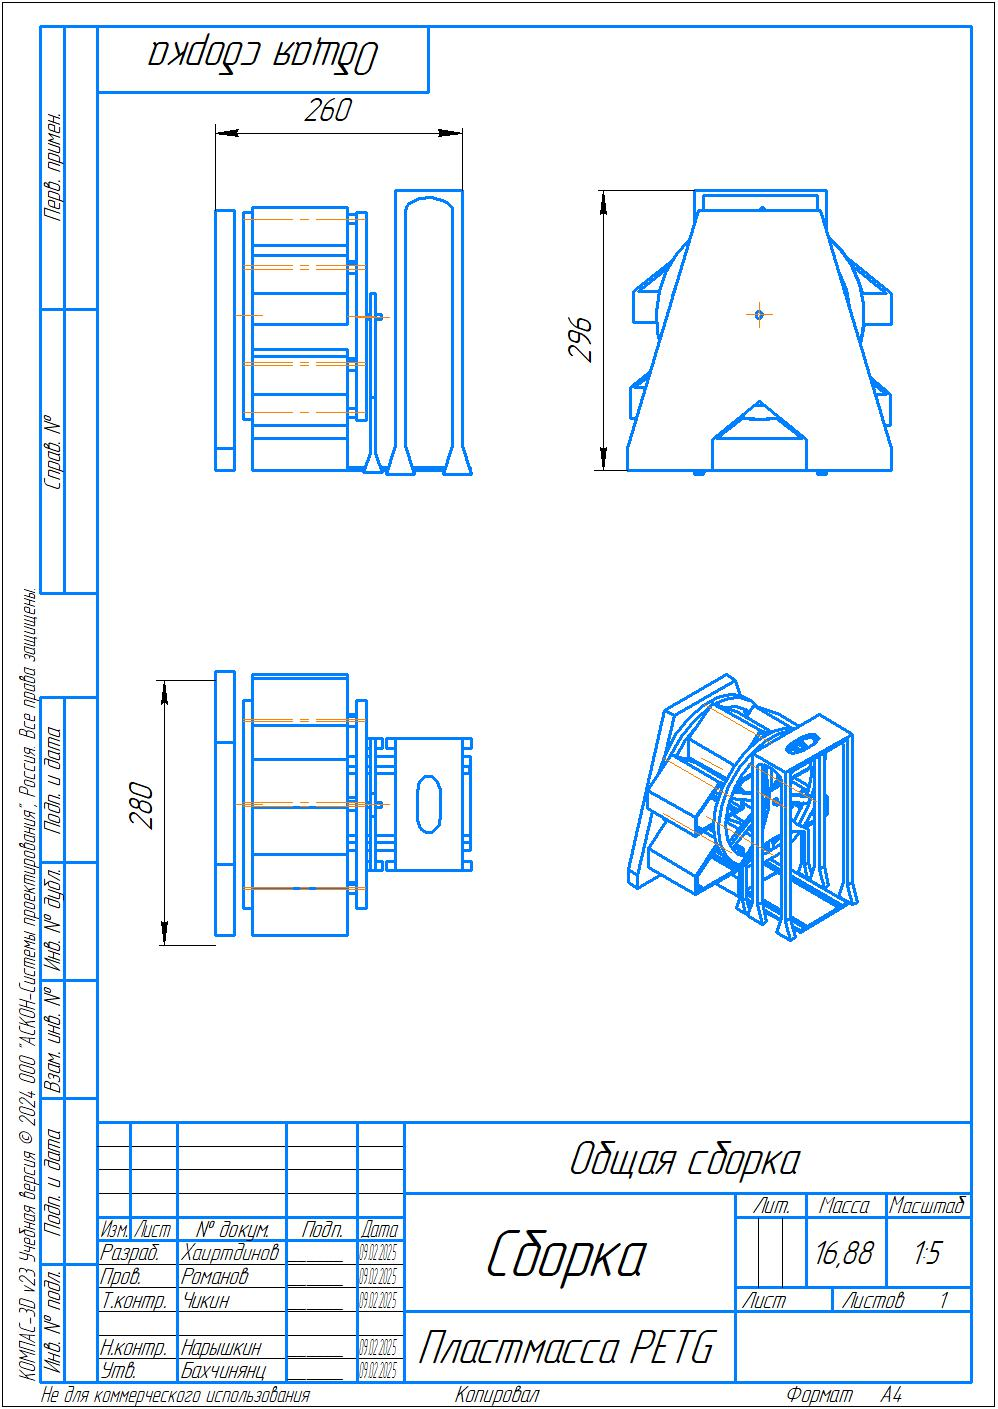 Общая сборка
260
296
280
Перв. примен.
Справ. №
Подп. и дата
Инв. № дубл.
Взам. инв. №
Подп. и дата
Инв. № подл.
КОМПАС-3D v23 Учебная версия © 2024 ООО "АСКОН-Системы проектирования", Россия. Все права защищены.
Общая сборка
Изм. Лист № докум. Подп. Дата
Разраб. Хаиртдинов 09.02.2025
Пров. Романов 09.02.2025
Т.контр. Чикин 09.02.2025
Н.контр. Нарышкин 09.02.2025
Утв. Бахчинянц 09.02.2025
Сборка
Лит. Масса Масштаб
16,88 1:5
Лист Листов 1
Пластмасса PETG
Не для коммерческого использования Копировал Формат A4